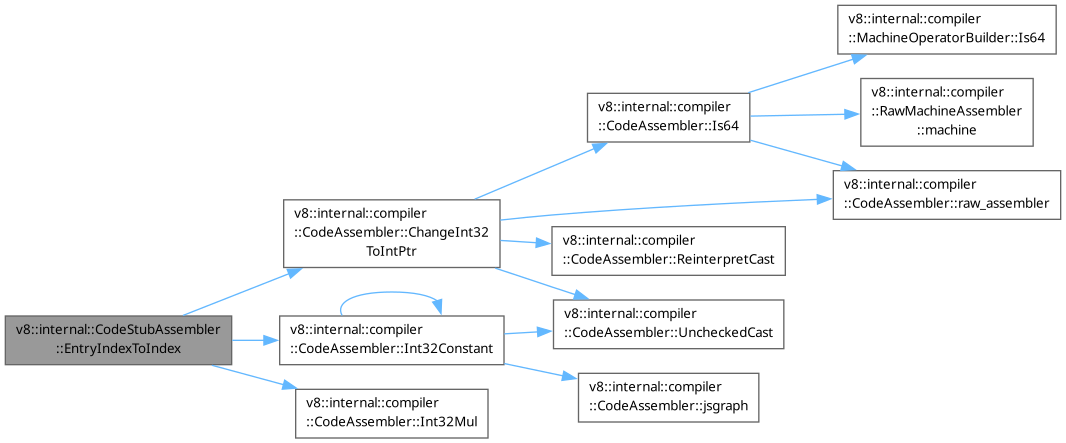 v8::internal::compiler
::MachineOperatorBuilder::Is64
v8::internal::compiler
::RawMachineAssembler
::machine
v8::internal::compiler
::CodeAssembler::Is64
v8::internal::compiler
::CodeAssembler::raw_assembler
v8::internal::compiler
::CodeAssembler::ChangeInt32
ToIntPtr
v8::internal::compiler
::CodeAssembler::ReinterpretCast
v8::internal::compiler
::CodeAssembler::UncheckedCast
v8::internal::CodeStubAssembler
::EntryIndexToIndex
v8::internal::compiler
::CodeAssembler::Int32Constant
v8::internal::compiler
::CodeAssembler::jsgraph
v8::internal::compiler
::CodeAssembler::Int32Mul